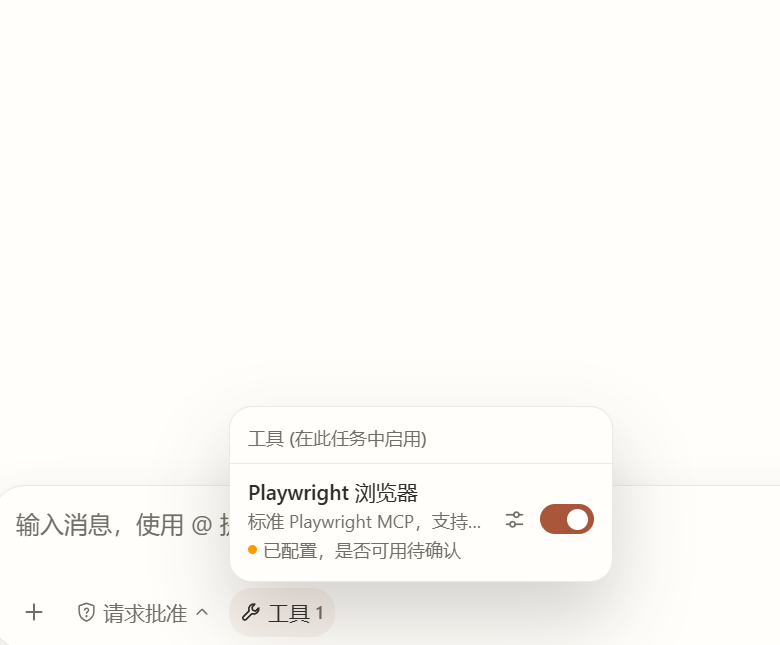 工具 (在此任务中启用)
Playwright 浏览器
标准 Playwright MCP，支持...
已配置，是否可用待确认
输入消息，使用 @
请求批准
工具 1